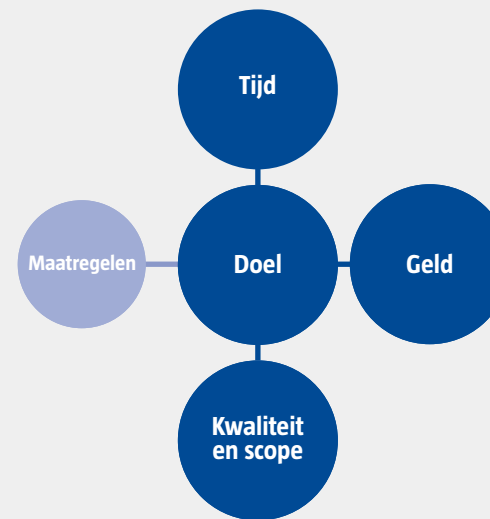 Tijd
Maatregelen
Doel
Geld
Kwaliteit
en scope